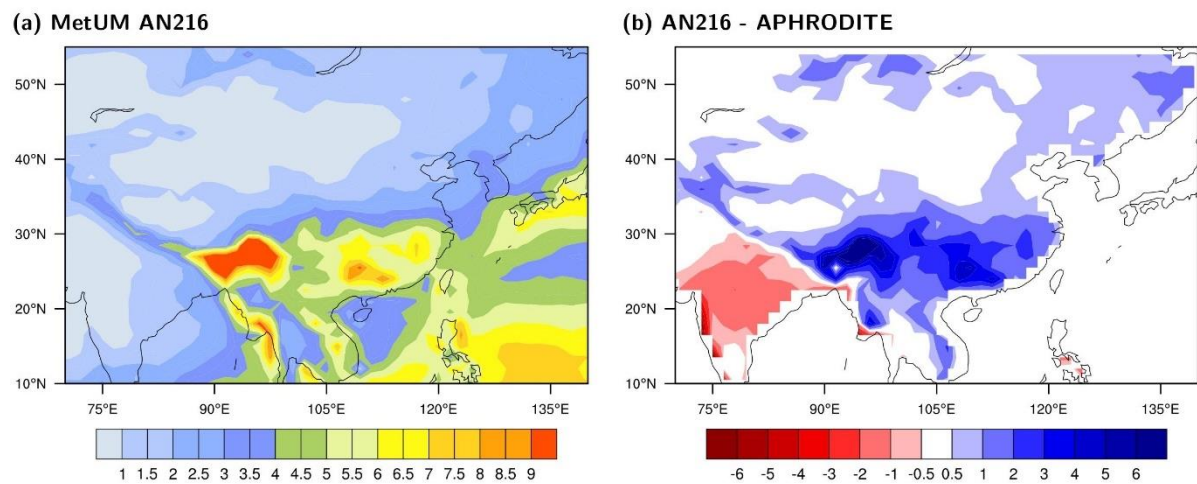 (a) MetUM AN216
(b) AN216 - APHRODITE
50°N
40°N
30°N
20°N
10°N
75°E
90°E
105°E
120°E
135°E
1 1.5 2 2.5 3 3.5 4 5 5.5 6 6.5 7 7.5 8 8.5 9
50°N
40°N
30°N
20°N
10°N
75°E
90°E
105°E
120°E
135°E
-6 -5 -4 -3 -2 -1 -0.5 0.5 1 2 3 4 5 6